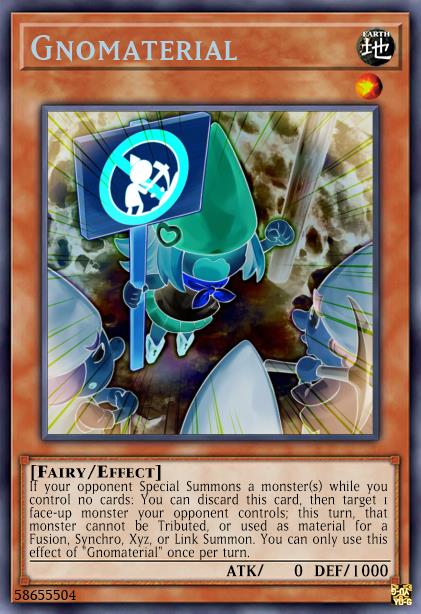 GNOMATERIAL
EARTH
地
[FAIRY/EFFECT]
If your opponent Special Summons a monster(s) while you
control no cards: You can discard this card, then target 1
face-up monster your opponent controls; this turn, that
monster cannot be Tributed, or used as material for a
Fusion, Synchro, Xyz, or Link Summon. You can only use this
effect of "Gnomaterial" once per turn.
ATK/ 0 DEF/1000
58655504